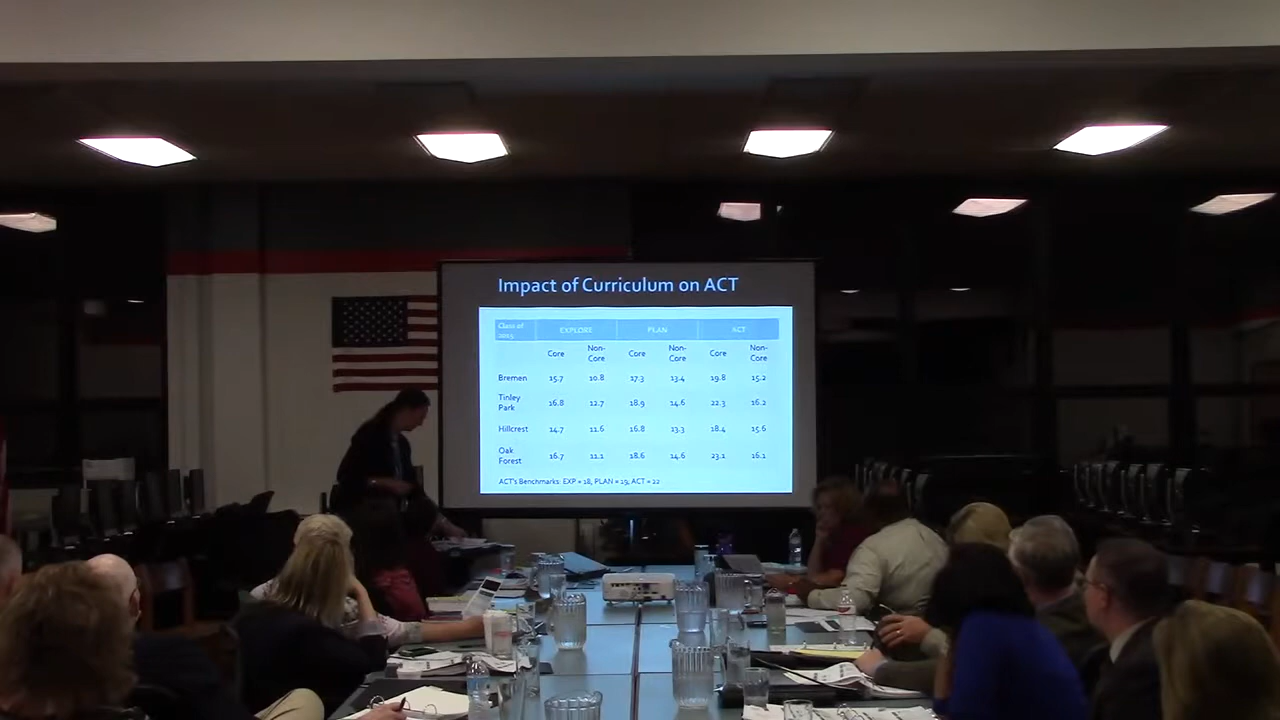 Impact of Curriculum on ACT
Class of 2015: EXPLORE PLAN ACT
Core Non-Core Core Non-Core Core Non-Core
Bremen 15.7 10.8 17.3 13.4 19.8 15.2
Tinley Park 16.8 12.7 18.9 14.6 22.3 16.2
Hillcrest 14.7 11.6 16.8 13.3 18.4 15.6
Oak Forest 16.7 11.1 18.6 14.6 23.1 16.1
ACT's Benchmarks: EXP = 18, PLAN = 19; ACT = 22